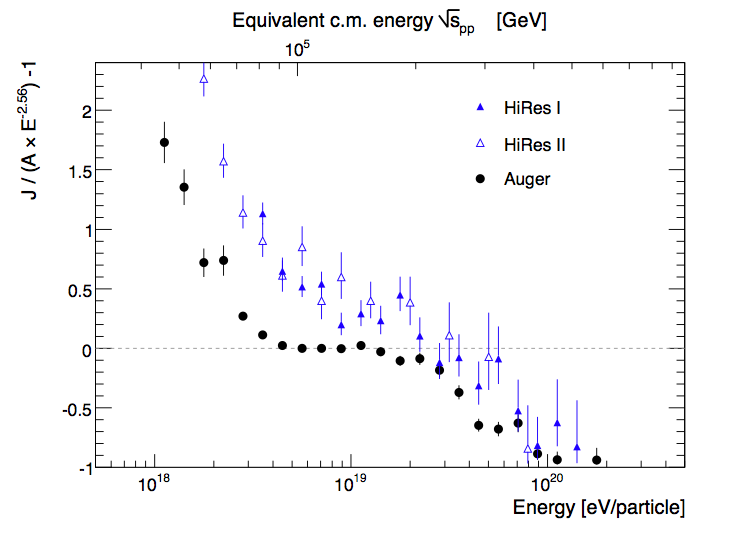 Equivalent c.m. energy √s_pp [GeV]
10^5
J / (A × E^-2.56) -1
2
1.5
1
0.5
0
-0.5
-1
HiRes I
HiRes II
Auger
10^18
10^19
10^20
Energy [eV/particle]